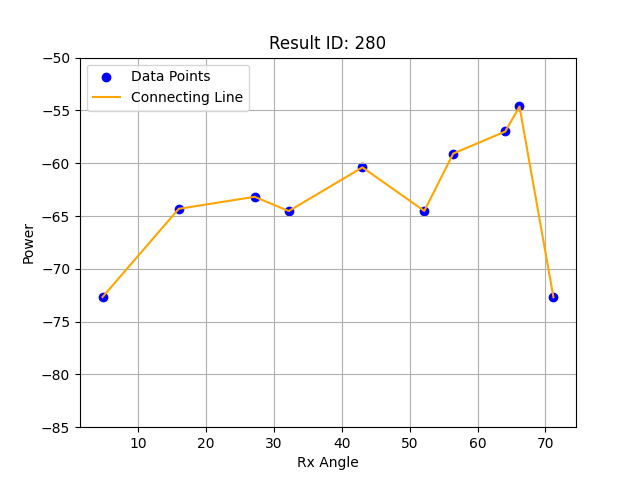 Result ID: 280
Data Points
Connecting Line
Power
−50
−55
−60
−65
−70
−75
−80
−85
10 20 30 40 50 60 70
Rx Angle